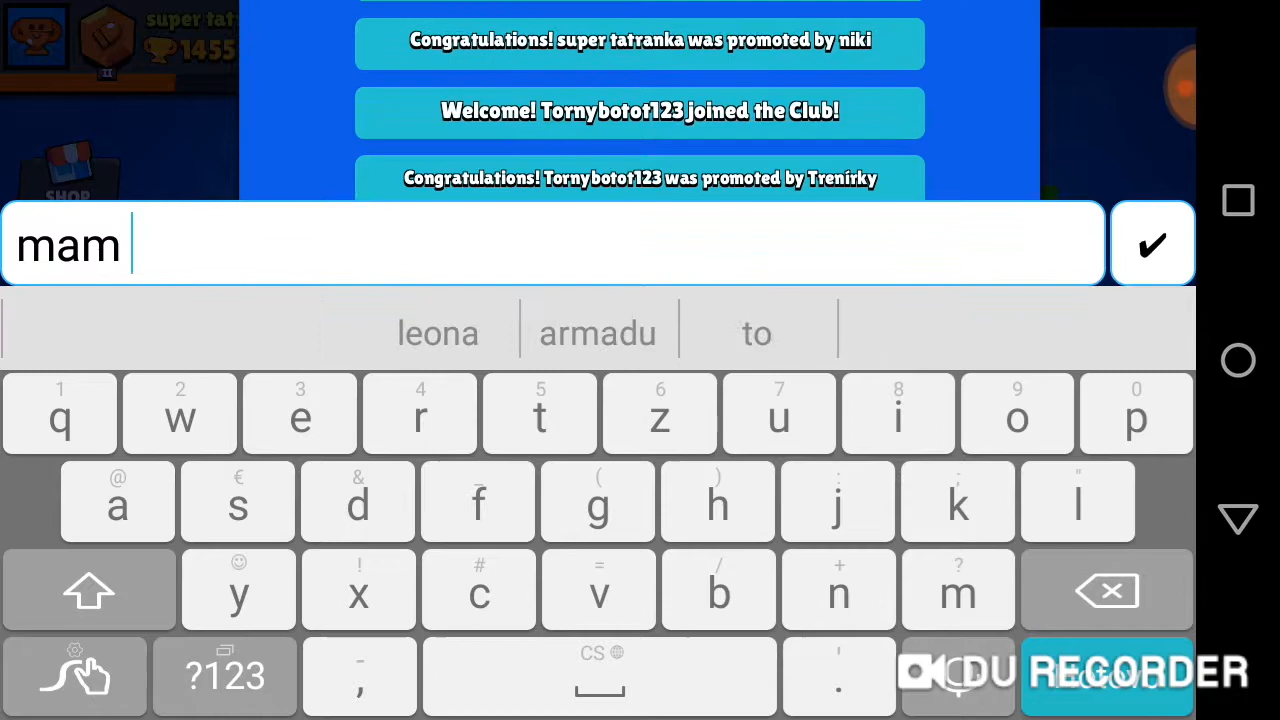 super tat
1455
II
SHOP
Congratulations! super tatranka was promoted by niki
Welcome! Tornybotot123 joined the Club!
Congratulations! Tornybotot123 was promoted by Trenírky
mam
✔
leona armadu to
1 2 3 4 5 6 7 8 9 0
q w e r t z u i o p
@ € & _ ( ) : ; "
a s d f g h j k l
! # = / + ?
y x c v b n m
- CS '
?123 , .
DU RECORDER